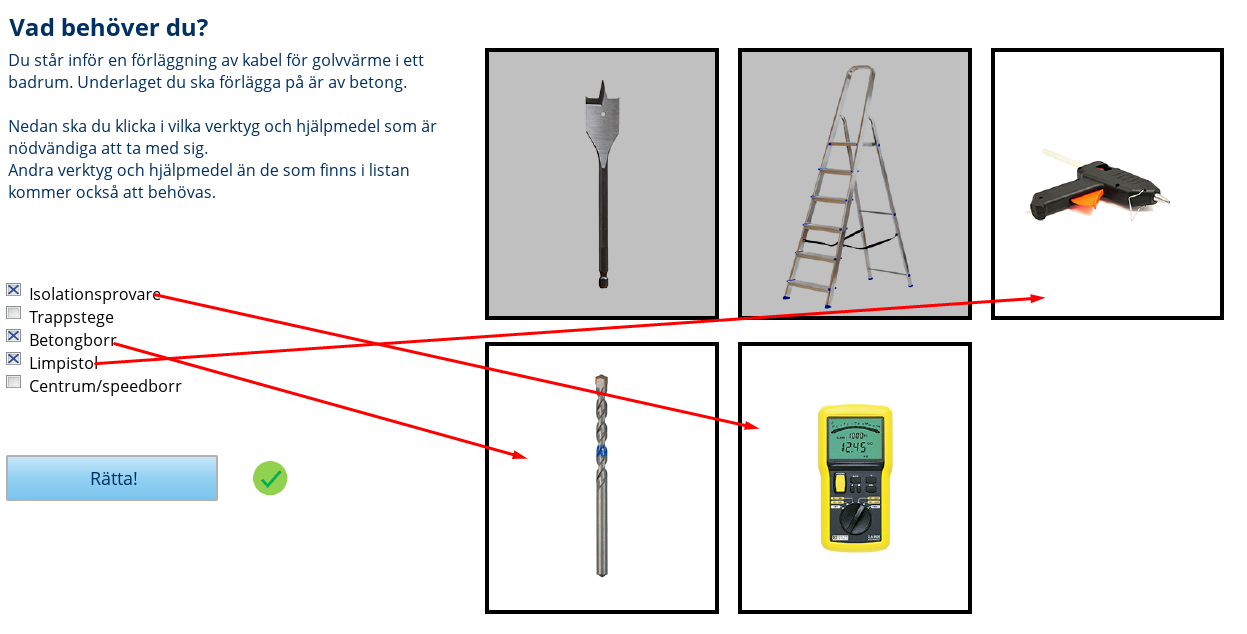 Vad behöver du?
Du står inför en förläggning av kabel för golvvärme i ett
badrum. Underlaget du ska förlägga på är av betong.
Nedan ska du klicka i vilka verktyg och hjälpmedel som är
nödvändiga att ta med sig.
Andra verktyg och hjälpmedel än de som finns i listan
kommer också att behövas.
Isolationsprovare
Trappstege
Betongborr
Limpistol
Centrum/speedborr
Rätta!